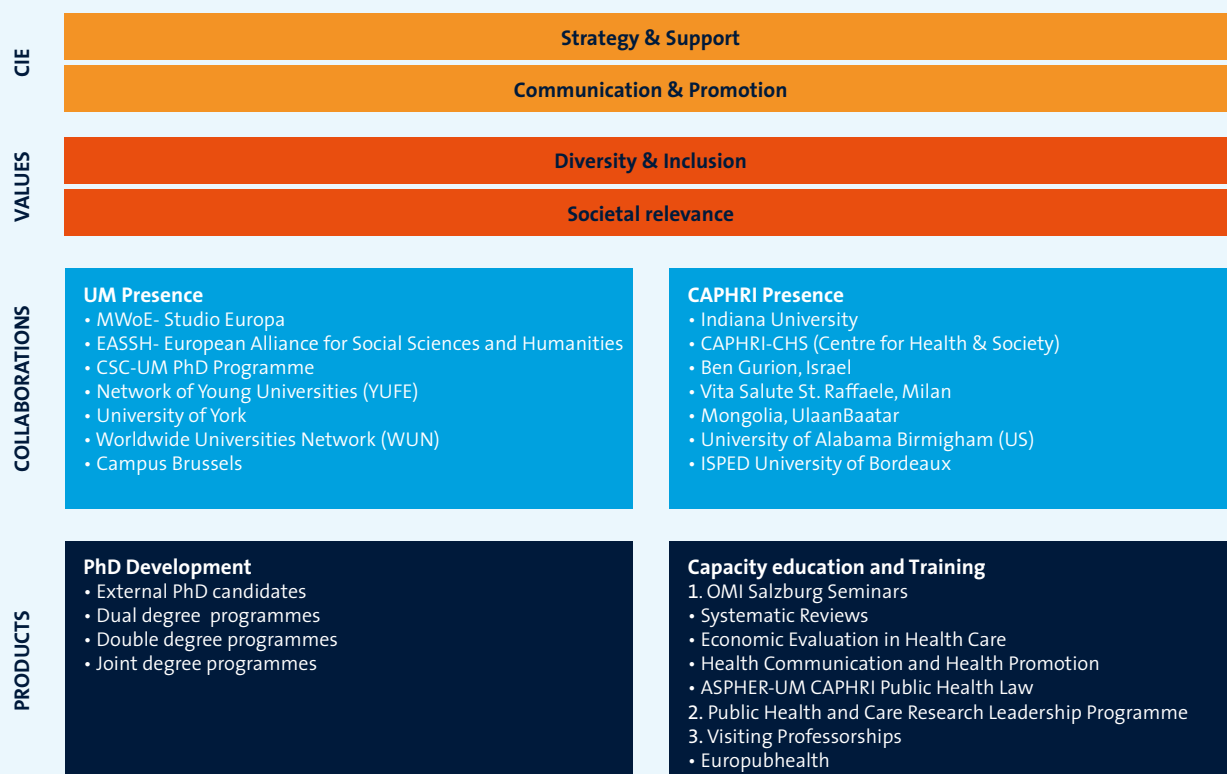 CIE
Strategy & Support
Communication & Promotion
VALUES
Diversity & Inclusion
Societal relevance
COLLABORATIONS
UM Presence
• MWoE- Studio Europa
• EASSH- European Alliance for Social Sciences and Humanities
• CSC-UM PhD Programme
• Network of Young Universities (YUFE)
• University of York
• Worldwide Universities Network (WUN)
• Campus Brussels
CAPHRI Presence
• Indiana University
• CAPHRI-CHS (Centre for Health & Society)
• Ben Gurion, Israel
• Vita Salute St. Raffaele, Milan
• Mongolia, UlaanBaatar
• University of Alabama Birmigham (US)
• ISPED University of Bordeaux
PRODUCTS
PhD Development
• External PhD candidates
• Dual degree programmes
• Double degree programmes
• Joint degree programmes
Capacity education and Training
1. OMI Salzburg Seminars
• Systematic Reviews
• Economic Evaluation in Health Care
• Health Communication and Health Promotion
• ASPHER-UM CAPHRI Public Health Law
2. Public Health and Care Research Leadership Programme
3. Visiting Professorships
• Europubhealth